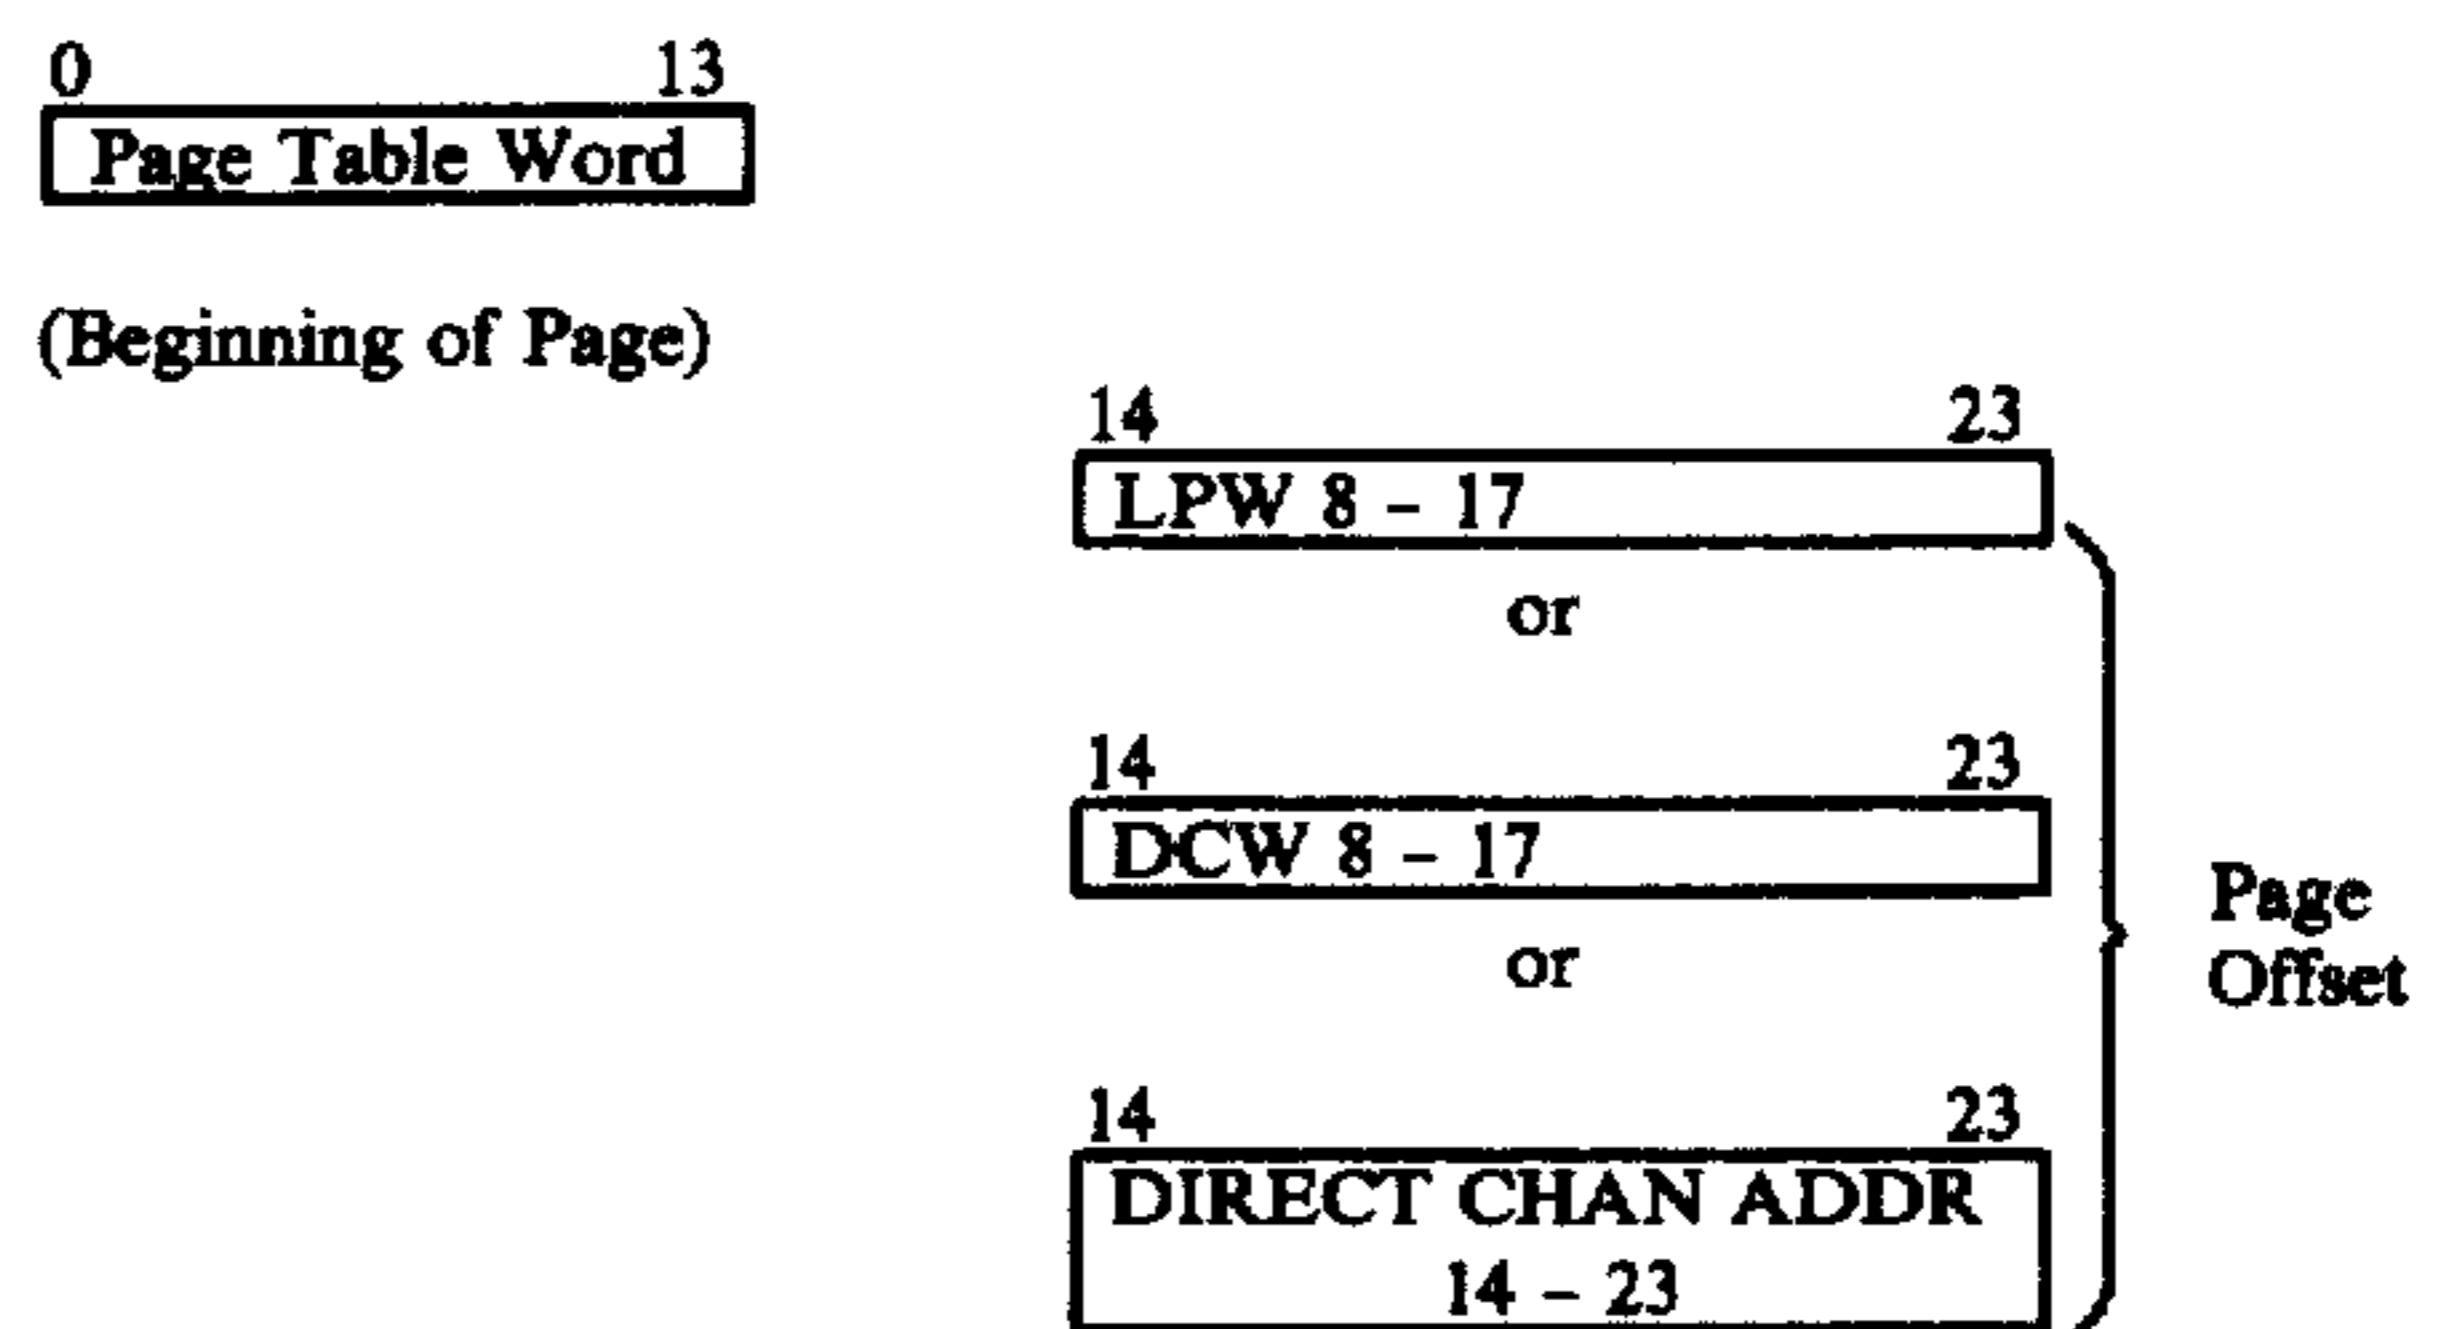 0 13
Page Table Word
(Beginning of Page)
14 23
LPW 8 – 17
or
14 23
DCW 8 – 17
or
Page
Offset
14 23
DIRECT CHAN ADDR
14 – 23